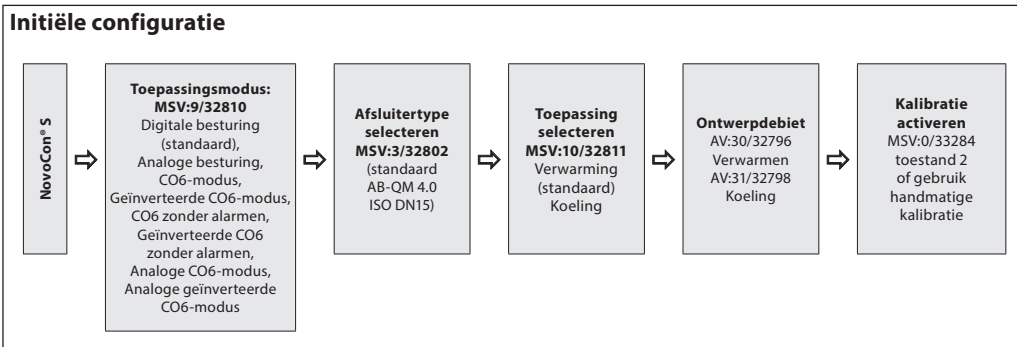 Initiële configuratie
NovoCon® S
Toepassingsmodus:
MSV:9/32810
Digitale besturing
(standaard),
Analoge besturing,
CO6-modus,
Geïnverteerde CO6-modus,
CO6 zonder alarmen,
Geïnverteerde CO6
zonder alarmen,
Analoge CO6-modus,
Analoge geïnverteerde
CO6-modus
Afsluitertype
selecteren
MSV:3/32802
(standaard
AB-QM 4.0
ISO DN15)
Toepassing
selecteren
MSV:10/32811
Verwarming
(standaard)
Koeling
Ontwerpdebiet
AV:30/32796
Verwarmen
AV:31/32798
Koeling
Kalibratie
activeren
MSV:0/33284
toestand 2
of gebruik
handmatige
kalibratie